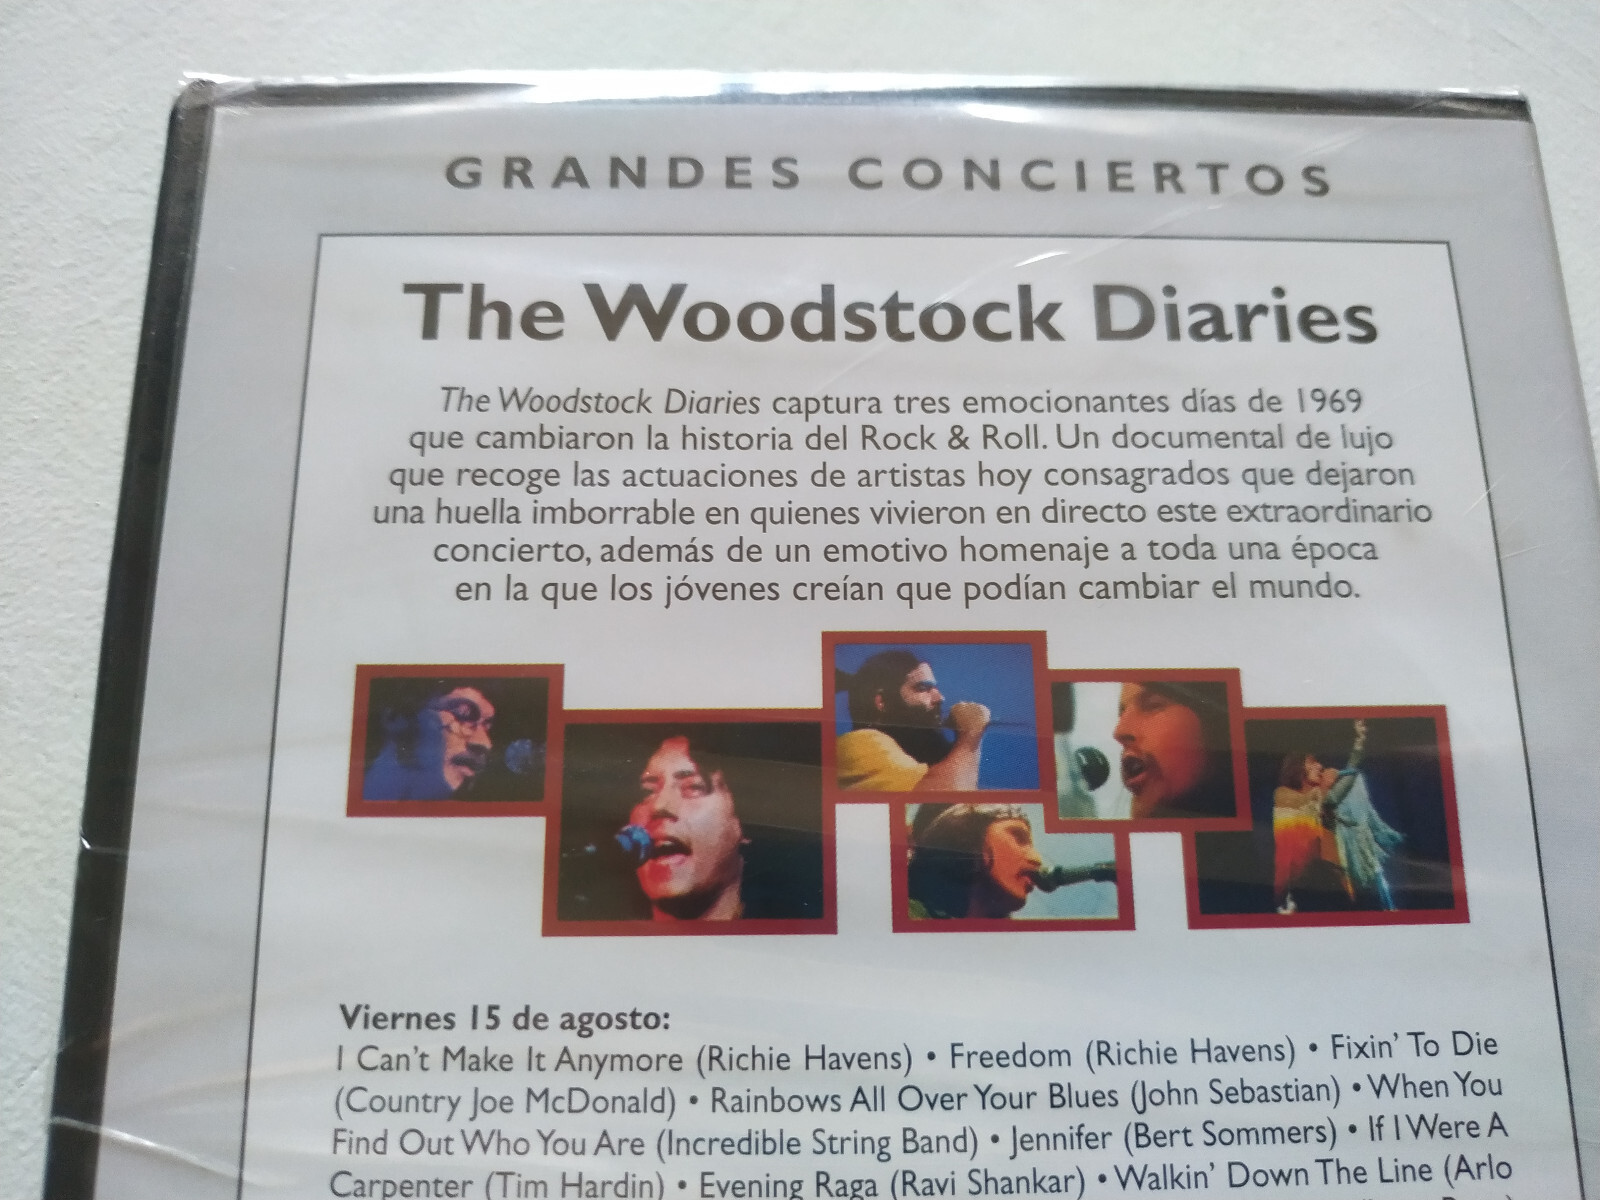 GRANDES CONCIERTOS
The Woodstock Diaries
The Woodstock Diaries captura tres emocionantes días de 1969
que cambiaron la historia del Rock & Roll. Un documental de lujo
que recoge las actuaciones de artistas hoy consagrados que dejaron
una huella imborrable en quienes vivieron en directo este extraordinario
concierto, además de un emotivo homenaje a toda una época
en la que los jóvenes creían que podían cambiar el mundo.
Viernes 15 de agosto:
I Can't Make It Anymore (Richie Havens) • Freedom (Richie Havens) • Fixin' To Die
(Country Joe McDonald) • Rainbows All Over Your Blues (John Sebastian) • When You
Find Out Who You Are (Incredible String Band) • Jennifer (Bert Sommers) • If I Were A
Carpenter (Tim Hardin) • Evening Raga (Ravi Shankar) • Walkin' Down The Line (Arlo